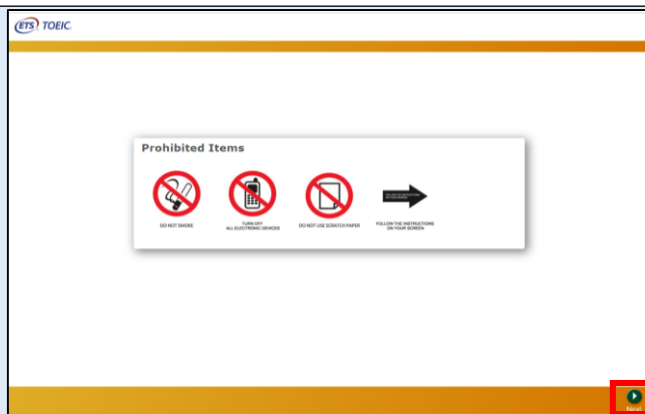 ETS TOEIC.
Prohibited Items
DO NOT SMOKE
TURN OFF
ALL ELECTRONIC DEVICES
DO NOT USE SCRATCH PAPER
FOLLOW THE INSTRUCTIONS
ON YOUR SCREEN
Next